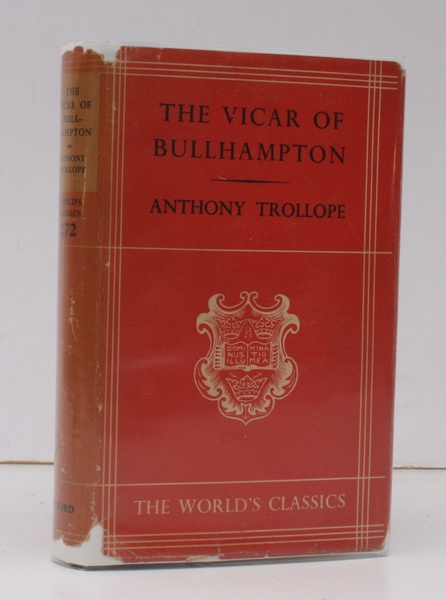 THE
VICAR OF
BULL-
HAMPTON
ANTHONY
TROLLOPE
WORLD'S
CLASSICS
272
OXFORD
THE VICAR OF
BULLHAMPTON
ANTHONY TROLLOPE
DOMI MINA
NUS TIO
ILLU MEA
THE WORLD'S CLASSICS